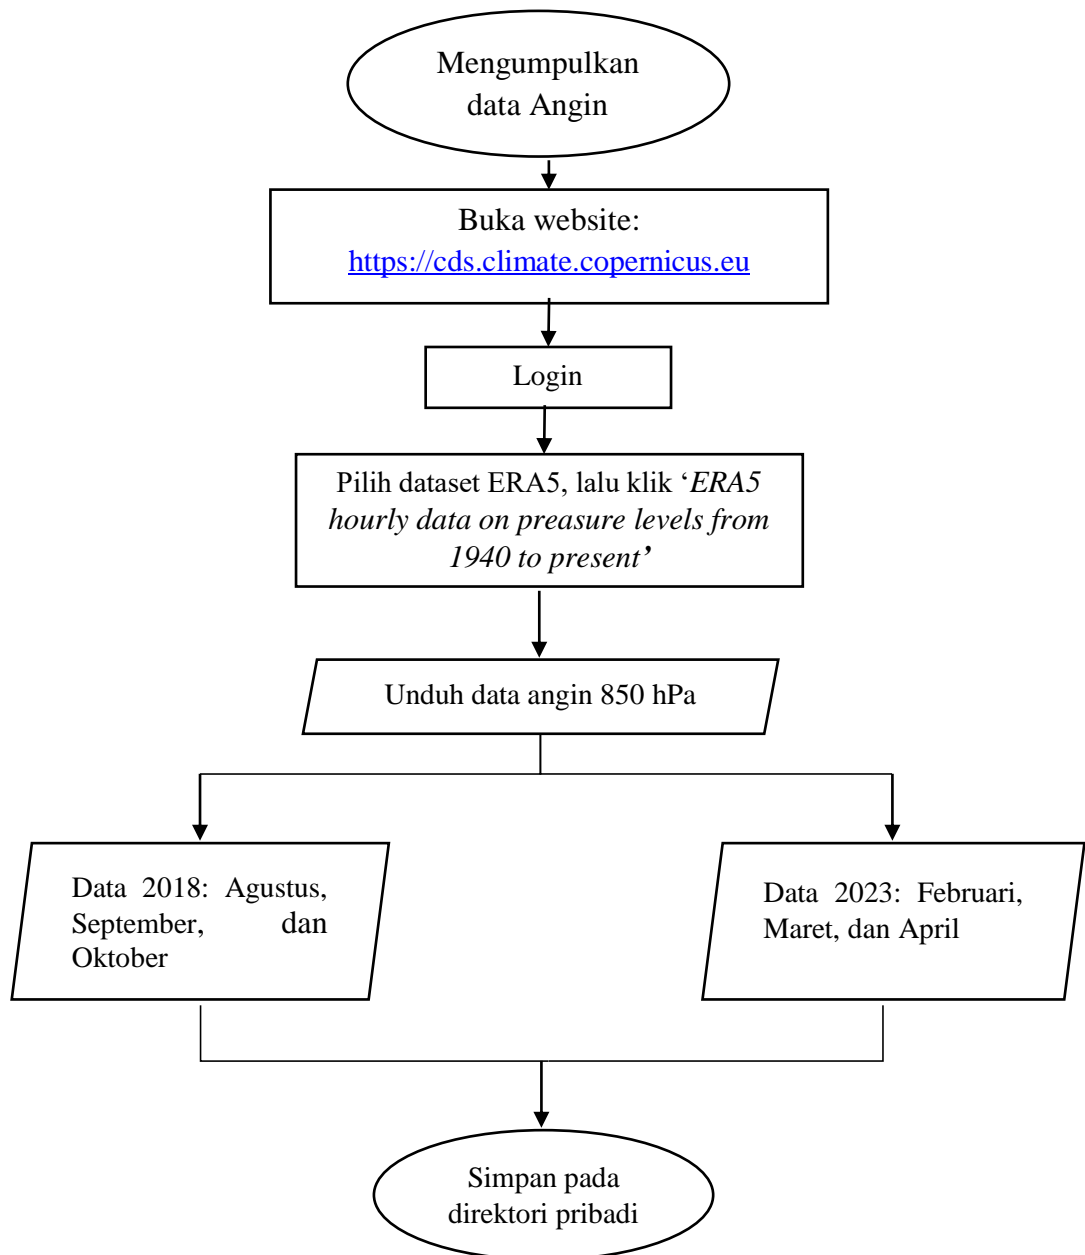 Mengumpulkan
data Angin
Buka website:
https://cds.climate.copernicus.eu
Login
Pilih dataset ERA5, lalu klik ‘ERA5
hourly data on preasure levels from
1940 to present’
Unduh data angin 850 hPa
Data 2018: Agustus,
September, dan
Oktober
Data 2023: Februari,
Maret, dan April
Simpan pada
direktori pribadi